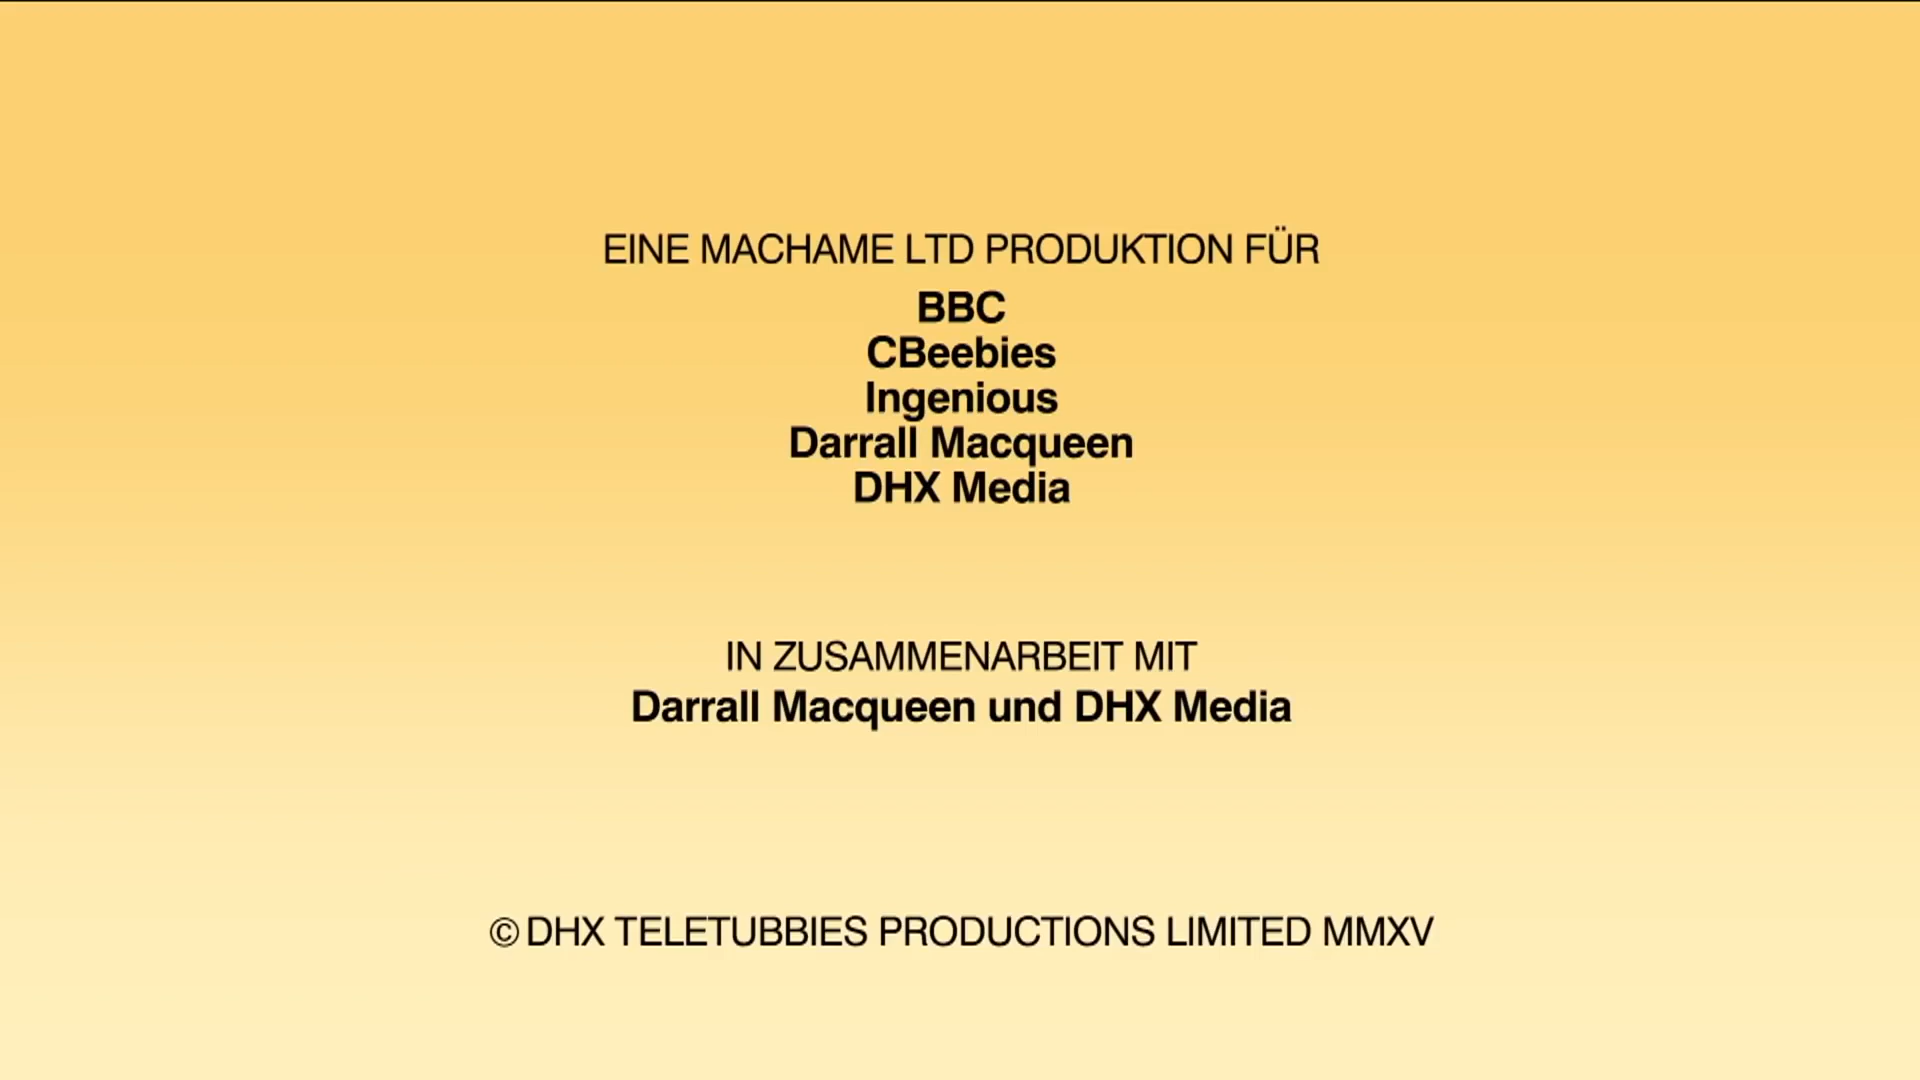 EINE MACHAME LTD PRODUKTION FÜR
BBC
CBeebies
Ingenious
Darrall Macqueen
DHX Media
IN ZUSAMMENARBEIT MIT
Darrall Macqueen und DHX Media
© DHX TELETUBBIES PRODUCTIONS LIMITED MMXV